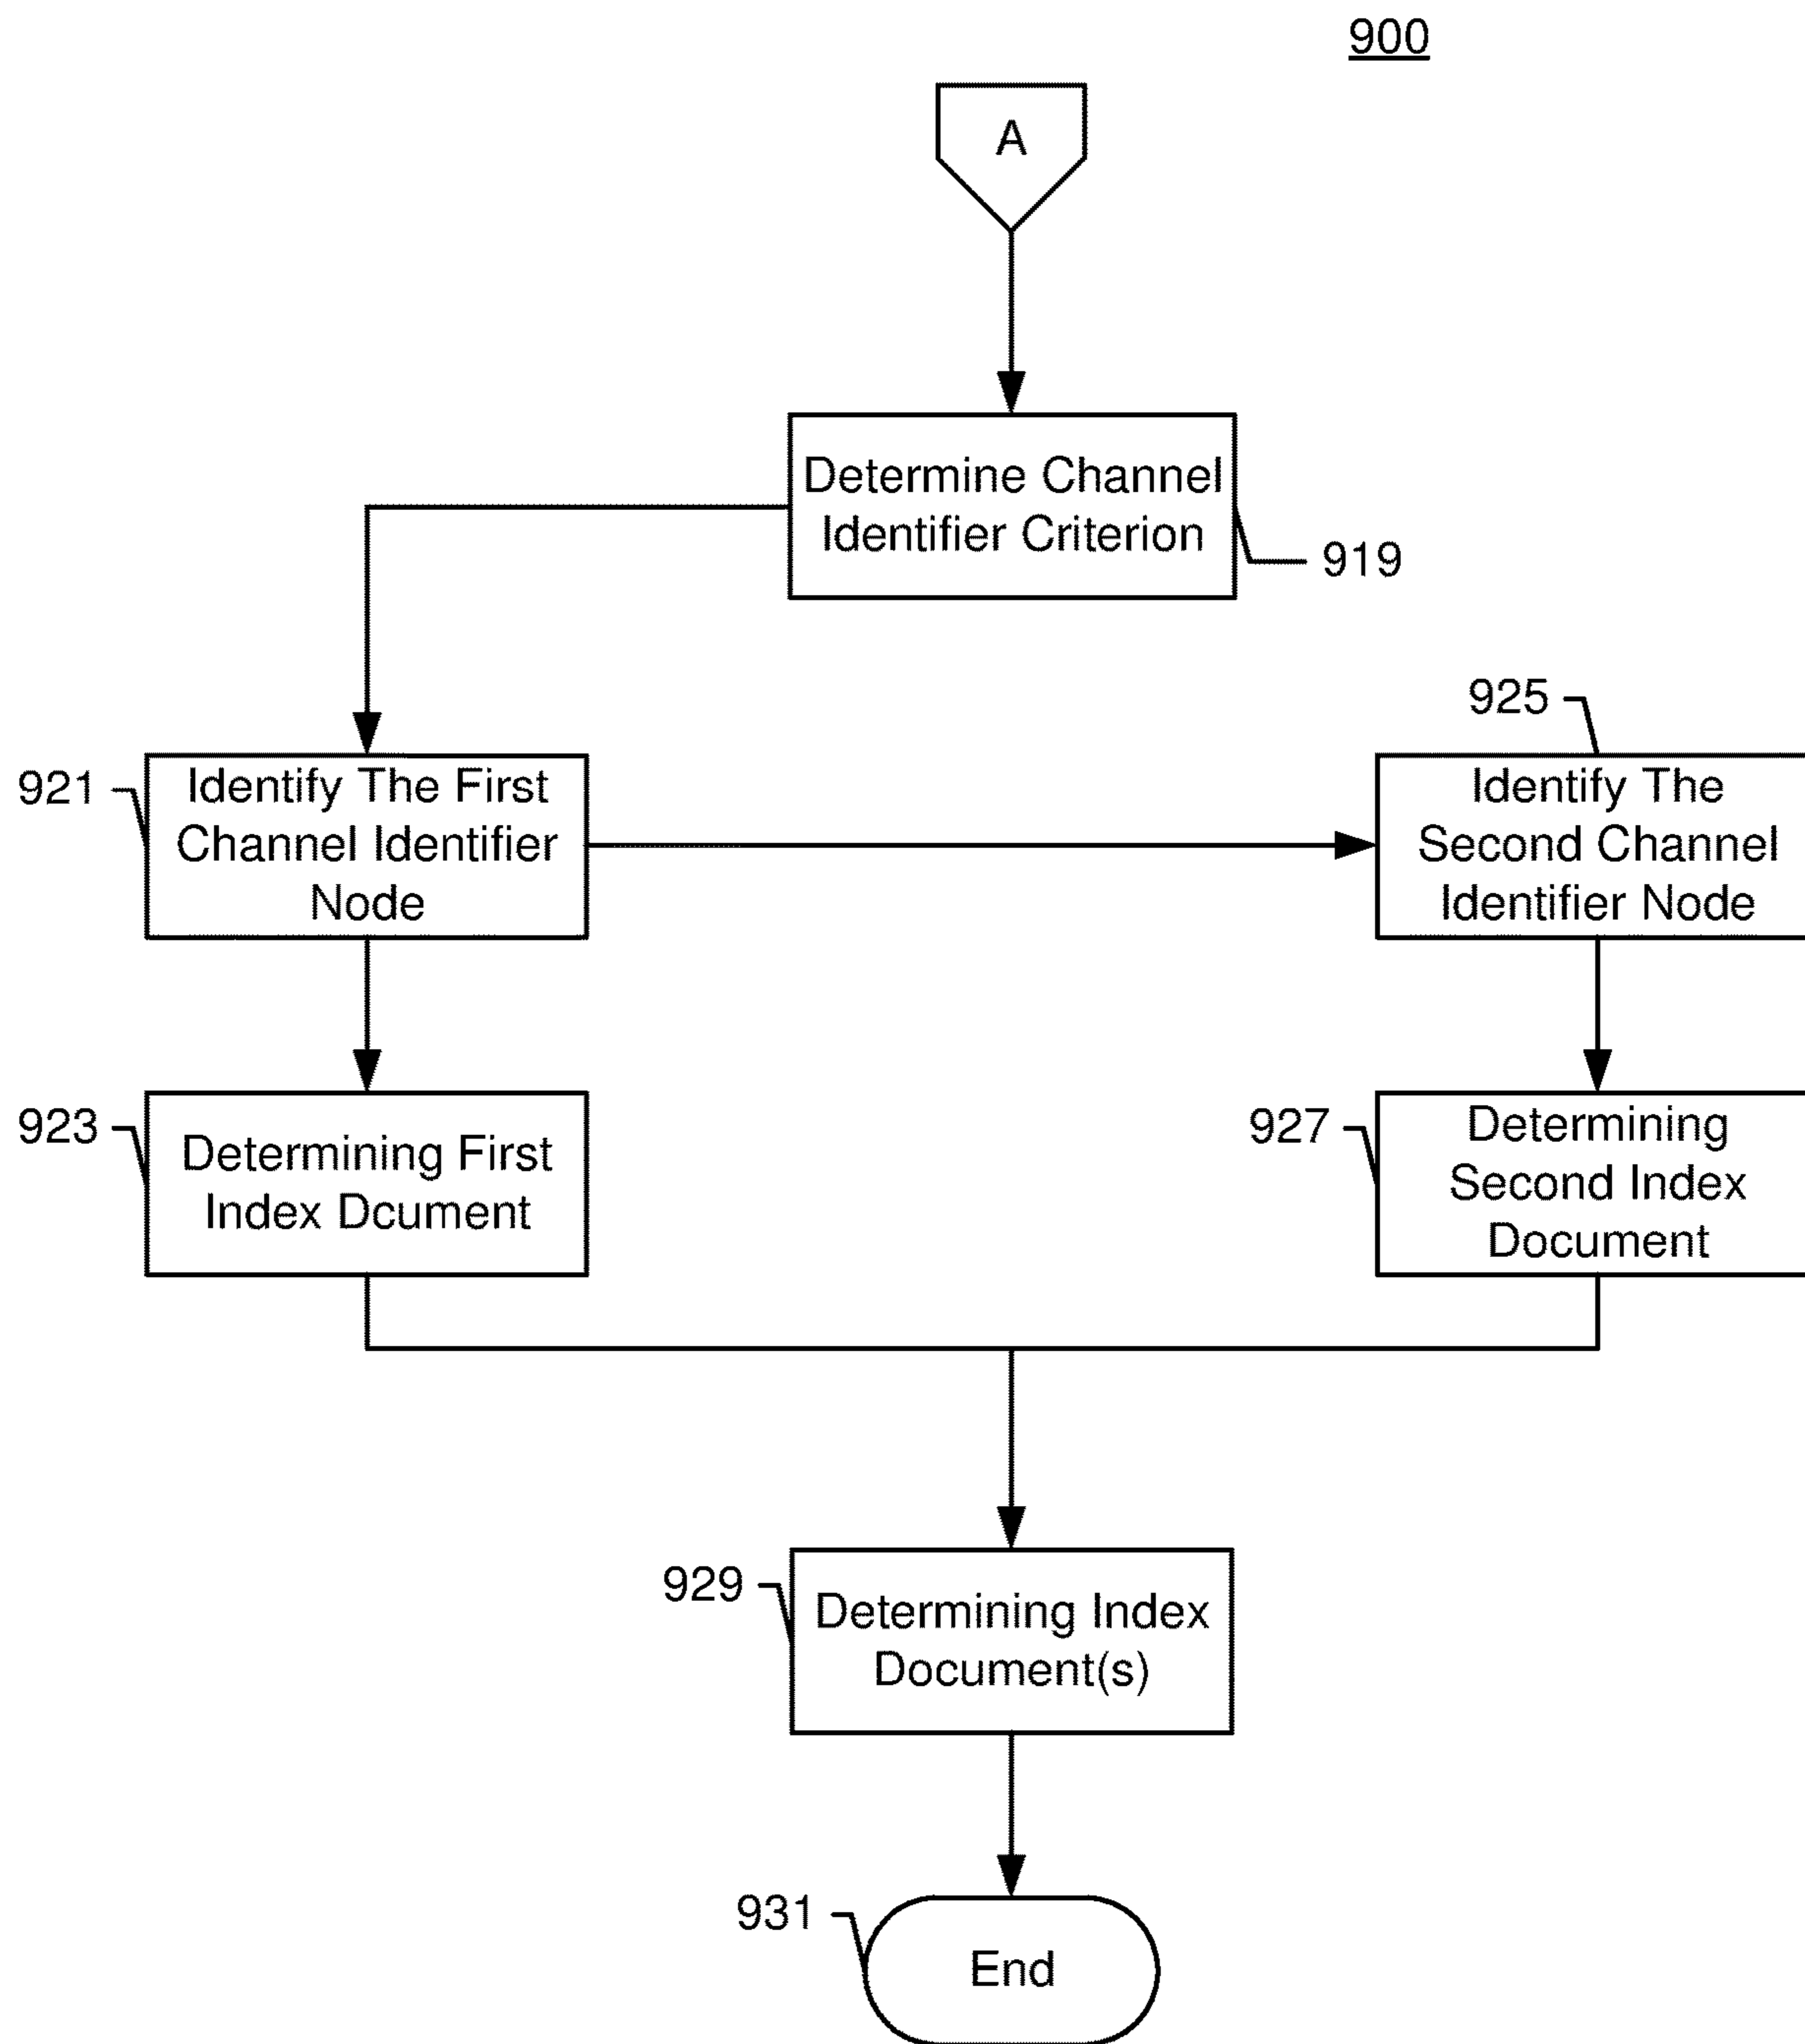 900
A
Determine Channel
Identifier Criterion
919
925
921
Identify The First
Channel Identifier
Node
Identify The
Second Channel
Identifier Node
923
Determining First
Index Dcument
927
Determining
Second Index
Document
929
Determining Index
Document(s)
931
End